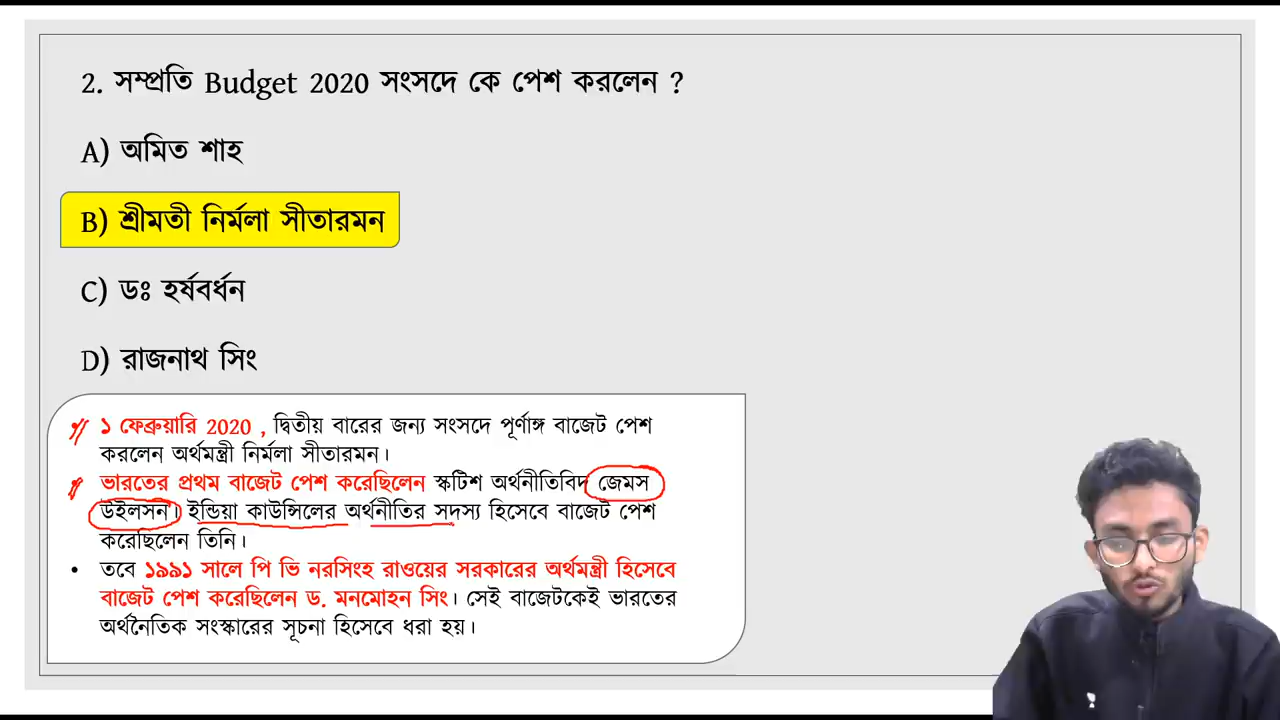 2. সম্প্রতি Budget 2020 সংসদে কে পেশ করলেন ?
A) অমিত শাহ
B) শ্রীমতী নির্মলা সীতারমন
C) ডঃ হর্ষবর্ধন
D) রাজনাথ সিং
১ ফেব্রুয়ারি 2020 , দ্বিতীয় বারের জন্য সংসদে পূর্ণাঙ্গ বাজেট পেশ
করলেন অর্থমন্ত্রী নির্মলা সীতারমন।
ভারতের প্রথম বাজেট পেশ করেছিলেন স্কটিশ অর্থনীতিবিদ জেমস
উইলসন। ইন্ডিয়া কাউন্সিলের অর্থনীতির সদস্য হিসেবে বাজেট পেশ
করেছিলেন তিনি।
• তবে ১৯৯১ সালে পি ভি নরসিংহ রাওয়ের সরকারের অর্থমন্ত্রী হিসেবে
বাজেট পেশ করেছিলেন ড. মনমোহন সিং। সেই বাজেটকেই ভারতের
অর্থনৈতিক সংস্কারের সূচনা হিসেবে ধরা হয়।